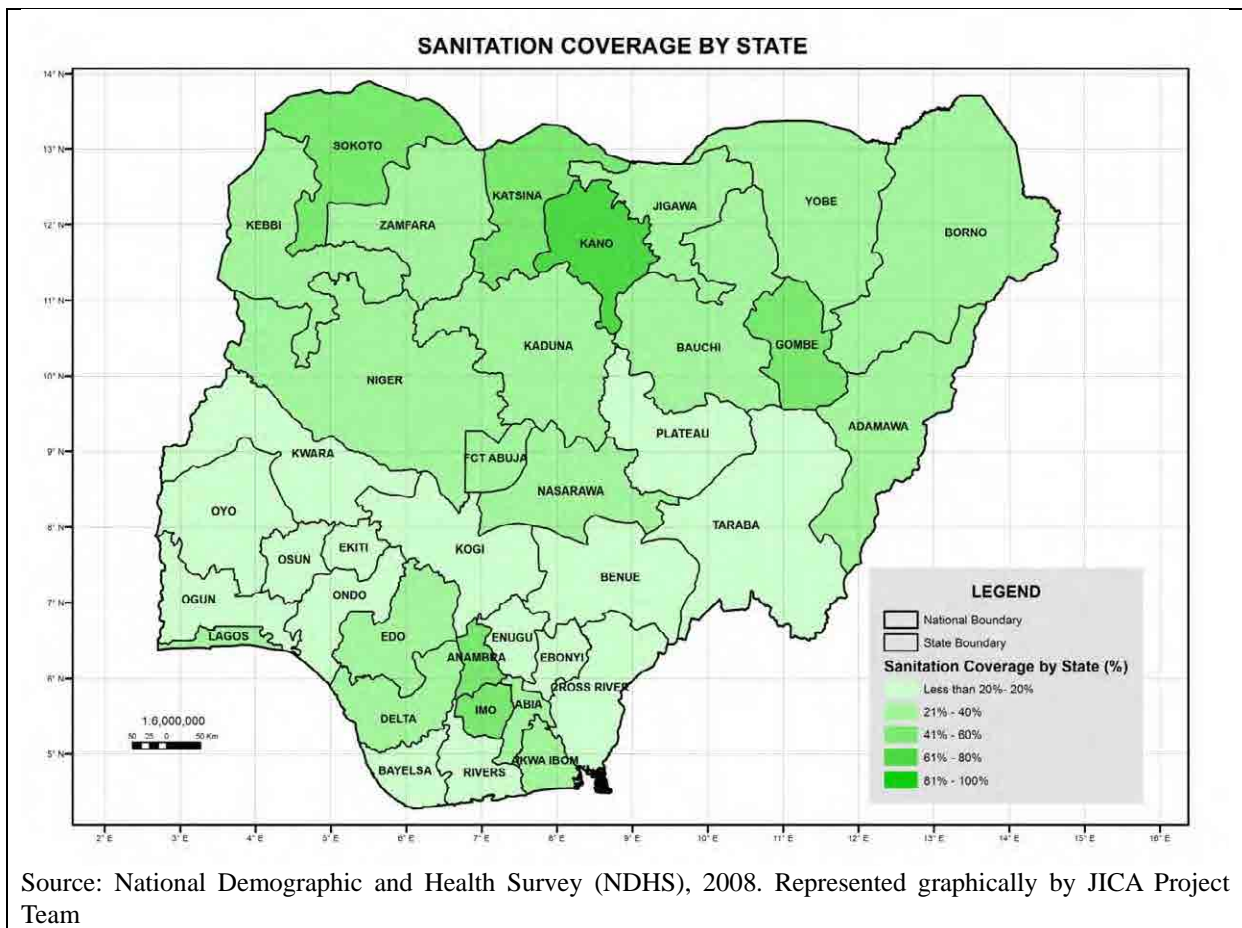 SANITATION COVERAGE BY STATE
14° N
13° N
12° N
11° N
10° N
9° N
8° N
7° N
6° N
5° N
SOKOTO
KATSINA
KEBBI
ZAMFARA
JIGAWA
YOBE
BORNO
KANO
KADUNA
BAUCHI
GOMBE
NIGER
ADAMAWA
PLATEAU
KWARA
FCT ABUJA
NASARAWA
OYO
TARABA
KOGI
OSUN
EKITI
BENUE
OGUN
ONDO
LAGOS
EDO
ENUGU
ANAMBRA
EBONYI
CROSS RIVER
DELTA
IMO
ABIA
BAYELSA
RIVERS
AKWA IBOM
1:6,000,000
50 25 0 50 Km
LEGEND
National Boundary
State Boundary
Sanitation Coverage by State (%)
Less than 20%- 20%
21% - 40%
41% - 60%
61% - 80%
81% - 100%
2° E 3° E 4° E 5° E 6° E 7° E 8° E 9° E 10° E 11° E 12° E 13° E 14° E 15° E 16° E
Source: National Demographic and Health Survey (NDHS), 2008. Represented graphically by JICA Project
Team